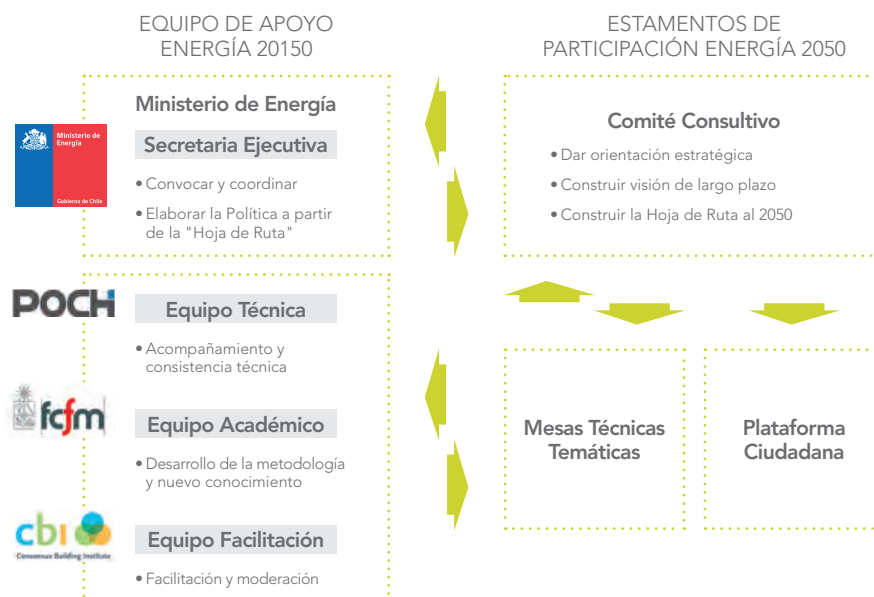 EQUIPO DE APOYO
ENERGÍA 20150
Ministerio de Energía
Ministerio de
Energía
Gobierno de Chile
Secretaria Ejecutiva
• Convocar y coordinar
• Elaborar la Política a partir
de la "Hoja de Ruta"
POCH
Equipo Técnica
• Acompañamiento y
consistencia técnica
fcfm
Equipo Académico
• Desarrollo de la metodología
y nuevo conocimiento
cbi
Consensus Building Institute
Equipo Facilitación
• Facilitación y moderación
ESTAMENTOS DE
PARTICIPACIÓN ENERGÍA 2050
Comité Consultivo
• Dar orientación estratégica
• Construir visión de largo plazo
• Construir la Hoja de Ruta al 2050
Mesas Técnicas
Temáticas
Plataforma
Ciudadana